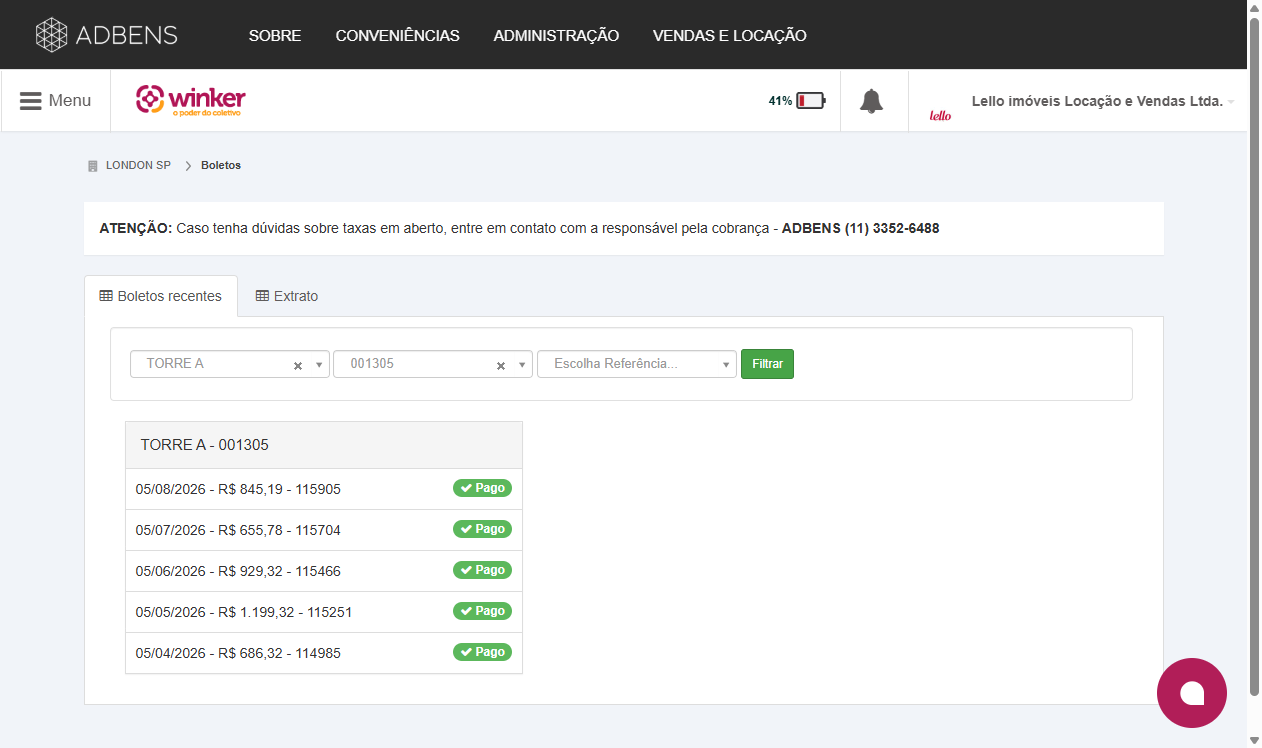 ADBENS SOBRE CONVENIÊNCIAS ADMINISTRAÇÃO VENDAS E LOCAÇÃO
Menu winker 41% lello Lello imóveis Locação e Vendas Ltda.
o poder do coletivo
LONDON SP > Boletos
ATENÇÃO: Caso tenha dúvidas sobre taxas em aberto, entre em contato com a responsável pela cobrança - ADBENS (11) 3352-6488
Boletos recentes Extrato
TORRE A × 001305 × Escolha Referência... Filtrar
TORRE A - 001305
05/08/2026 - R$ 845,19 - 115905 Pago
05/07/2026 - R$ 655,78 - 115704 Pago
05/06/2026 - R$ 929,32 - 115466 Pago
05/05/2026 - R$ 1.199,32 - 115251 Pago
05/04/2026 - R$ 686,32 - 114985 Pago